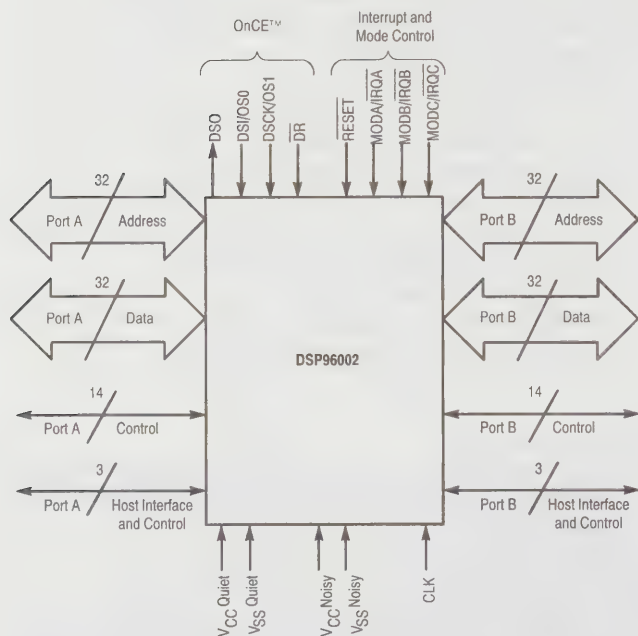 OnCE™
Interrupt and
Mode Control
DSO
DSI/OS0
DSCK/OS1
DR
RESET
MODA/IRQA
MODB/IRQB
MODC/IRQC
32
Port A Address
32
Port B Address
32
Port A Data
32
Port B Data
DSP96002
14
Port A Control
14
Port B Control
3
Port A Host Interface
and Control
3
Port B Host Interface
and Control
VCC Quiet
VSS Quiet
VCC Noisy
VSS Noisy
CLK